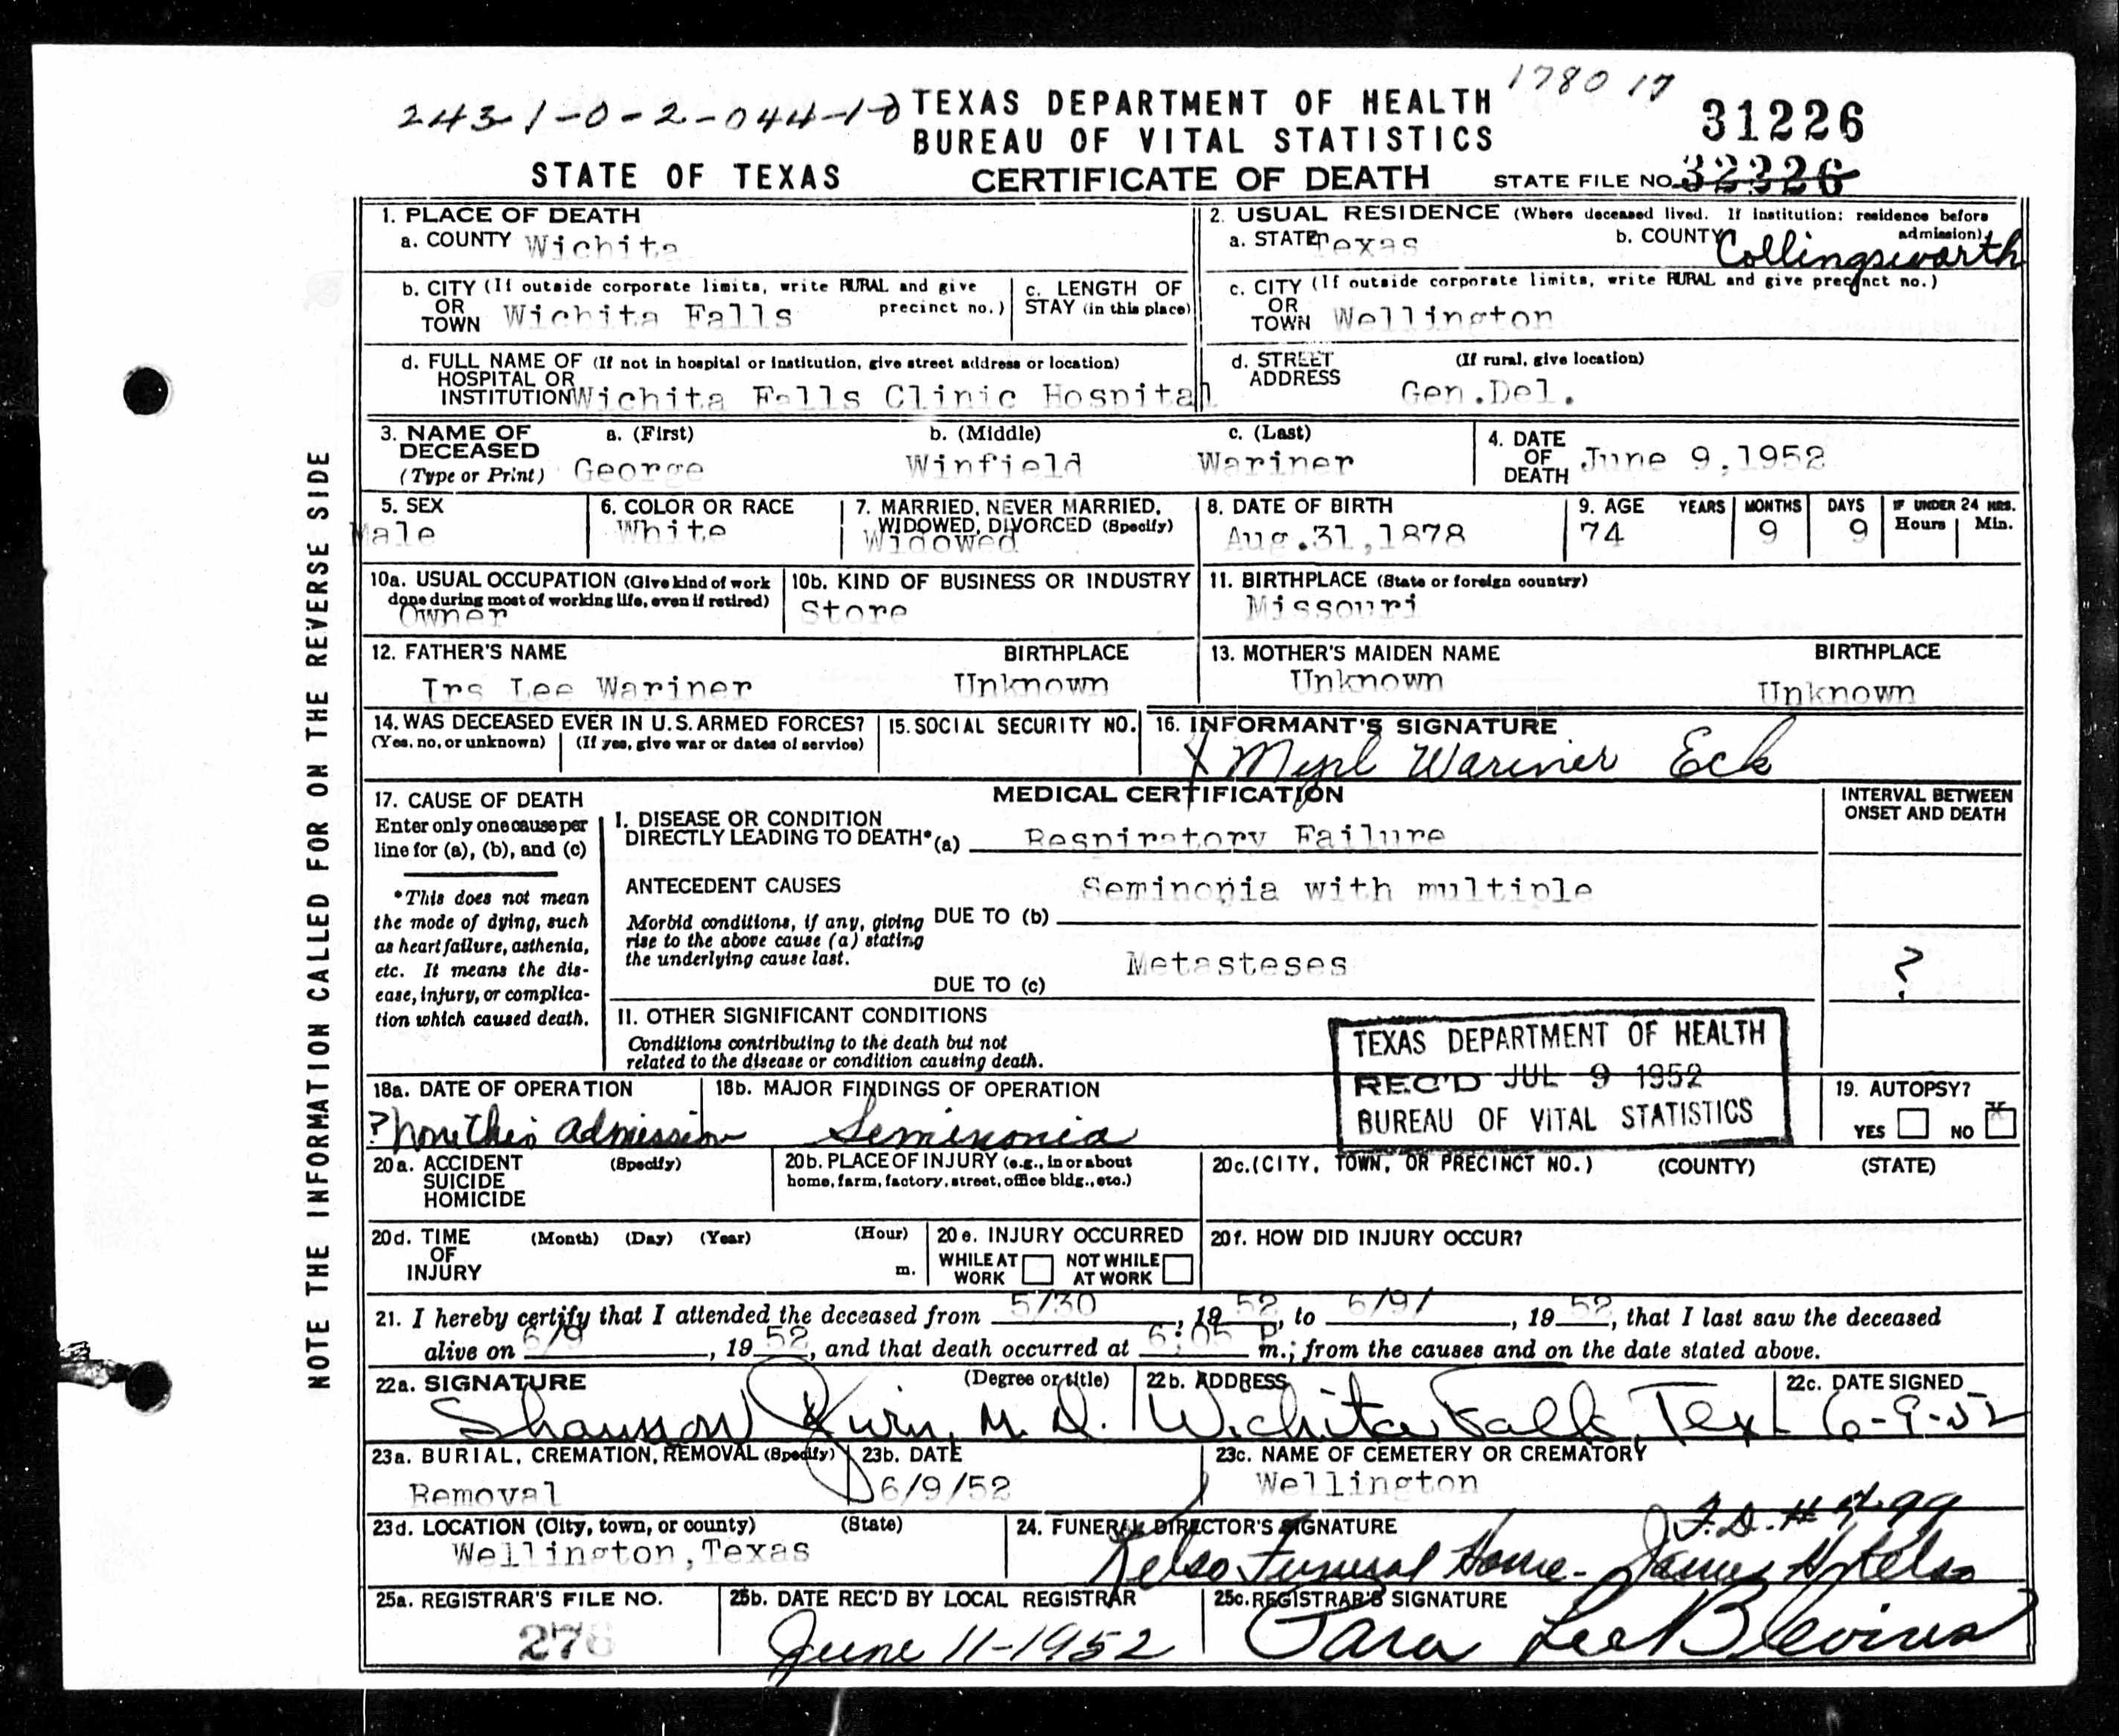 1780 17
243-1-0-2-044-1-0
TEXAS DEPARTMENT OF HEALTH
BUREAU OF VITAL STATISTICS
31226
STATE OF TEXAS CERTIFICATE OF DEATH STATE FILE NO. 32226
1. PLACE OF DEATH
a. COUNTY Wichita
2. USUAL RESIDENCE (Where deceased lived. If institution: residence before admission).
a. STATE Texas b. COUNTY Collingsworth
b. CITY (If outside corporate limits, write RURAL and give precinct no.)
OR TOWN Wichita Falls
c. LENGTH OF STAY (in this place)
c. CITY (If outside corporate limits, write RURAL and give precinct no.)
OR TOWN Wellington
d. FULL NAME OF (If not in hospital or institution, give street address or location)
HOSPITAL OR INSTITUTION Wichita Falls Clinic Hospital
d. STREET ADDRESS (If rural, give location)
Gen.Del.
3. NAME OF DECEASED (Type or Print)
a. (First) b. (Middle) c. (Last)
George Winfield Wariner
4. DATE OF DEATH June 9,1952
5. SEX
Male
6. COLOR OR RACE
White
7. MARRIED, NEVER MARRIED, WIDOWED, DIVORCED (Specify)
Widowed
8. DATE OF BIRTH
Aug.31,1878
9. AGE YEARS MONTHS DAYS IF UNDER 24 HRS. Hours Min.
74 9 9
10a. USUAL OCCUPATION (Give kind of work done during most of working life, even if retired)
Owner
10b. KIND OF BUSINESS OR INDUSTRY
Store
11. BIRTHPLACE (State or foreign country)
Missouri
12. FATHER'S NAME BIRTHPLACE
Irs Lee Wariner Unknown
13. MOTHER'S MAIDEN NAME BIRTHPLACE
Unknown Unknown
14. WAS DECEASED EVER IN U.S. ARMED FORCES?
(Yes, no, or unknown) (If yes, give war or dates of service)
15. SOCIAL SECURITY NO.
16. INFORMANT'S SIGNATURE
X Myrl Wariner Eck
17. CAUSE OF DEATH
Enter only one cause per line for (a), (b), and (c)
*This does not mean the mode of dying, such as heart failure, asthenia, etc. It means the disease, injury, or complication which caused death.
MEDICAL CERTIFICATION
INTERVAL BETWEEN ONSET AND DEATH
I. DISEASE OR CONDITION
DIRECTLY LEADING TO DEATH* (a) Respiratory Failure
ANTECEDENT CAUSES
Morbid conditions, if any, giving rise to the above cause (a) stating the underlying cause last.
DUE TO (b) Seminonia with multiple
DUE TO (c) Metasteses
?
II. OTHER SIGNIFICANT CONDITIONS
Conditions contributing to the death but not related to the disease or condition causing death.
TEXAS DEPARTMENT OF HEALTH
REC'D JUL 9 1952
BUREAU OF VITAL STATISTICS
18a. DATE OF OPERATION
? None this admission
18b. MAJOR FINDINGS OF OPERATION
Seminonia
19. AUTOPSY?
YES NO X
20a. ACCIDENT SUICIDE HOMICIDE (Specify)
20b. PLACE OF INJURY (e.g., in or about home, farm, factory, street, office bldg., etc.)
20c. (CITY, TOWN, OR PRECINCT NO.) (COUNTY) (STATE)
20d. TIME OF INJURY (Month) (Day) (Year) (Hour) m.
20e. INJURY OCCURRED
WHILE AT WORK NOT WHILE AT WORK
20f. HOW DID INJURY OCCUR?
21. I hereby certify that I attended the deceased from 5/30, 19 52, to 6/9/, 19 52, that I last saw the deceased
alive on 6/9, 19 52, and that death occurred at 6:05 P m.; from the causes and on the date stated above.
22a. SIGNATURE (Degree or title)
Shannon M. D.
22b. ADDRESS
Wichita Falls, Tex
22c. DATE SIGNED
6-9-52
23a. BURIAL, CREMATION, REMOVAL (Specify)
Removal
23b. DATE
6/9/52
23c. NAME OF CEMETERY OR CREMATORY
Wellington
23d. LOCATION (City, town, or county) (State)
Wellington,Texas
24. FUNERAL DIRECTOR'S SIGNATURE
Kelso Funeral Home - James H Kelso
25a. REGISTRAR'S FILE NO.
276
25b. DATE REC'D BY LOCAL REGISTRAR
June 11-1952
25c. REGISTRAR'S SIGNATURE
Lee Blevins
NOTE THE INFORMATION CALLED FOR ON THE REVERSE SIDE